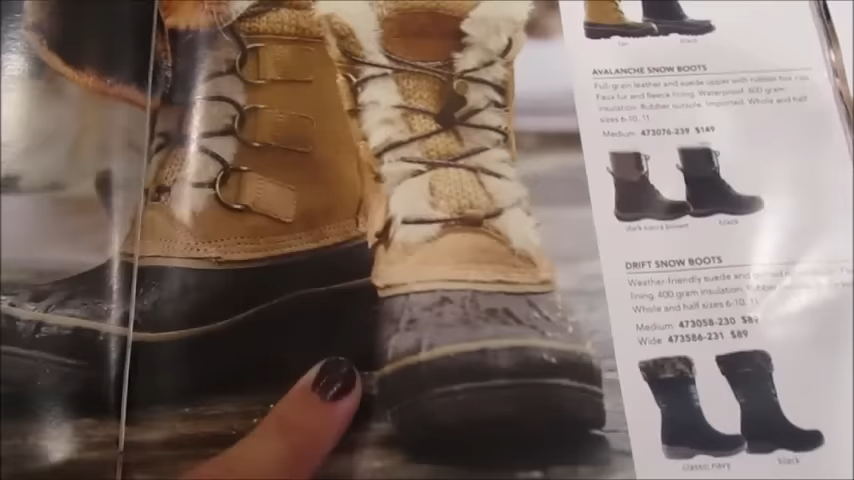 tan black
AVALANCHE SNOW BOOTS
Full-grain leather and suede upper with rubber toe cap.
Faux fur and fleece lining. Waterproof. 400 gram
insulation. Rubber outsole. Imported. Whole and half
sizes 6-10, 11
Medium 473076-239 $149
dark sierra brown black
DRIFT SNOW BOOTS
Weather-friendly suede and
lining. 400 gram insulation. Rubber
Whole and half sizes 6-10, 11
Medium 473058-230 $89
Wide 473586-231 $89
classic navy black